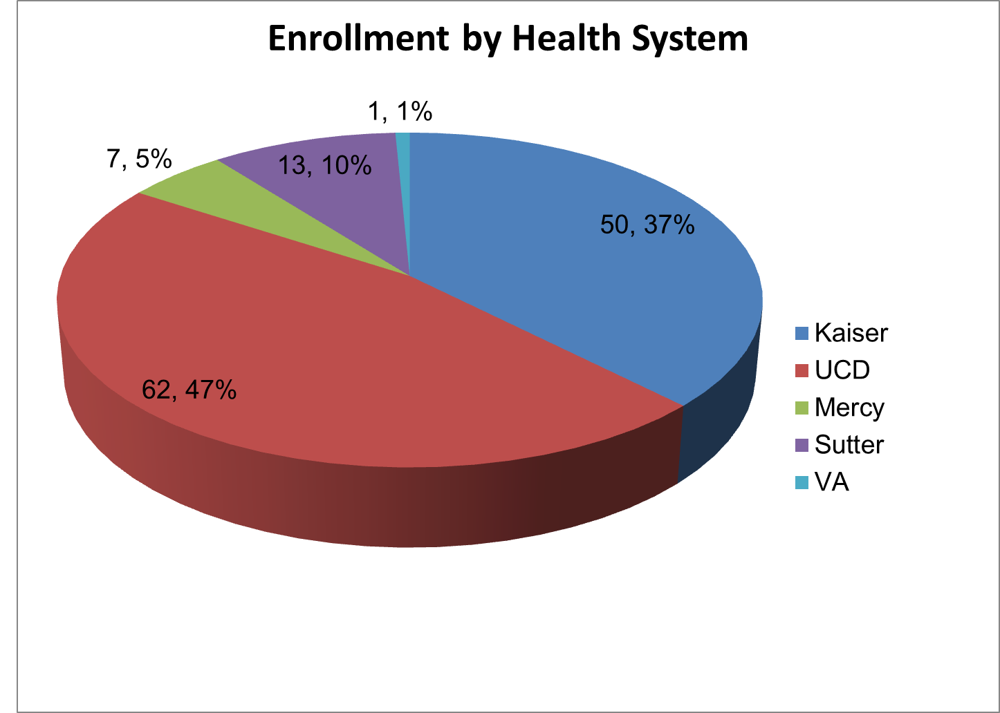 Enrollment by Health System
1, 1%
7, 5%
13, 10%
50, 37%
62, 47%
Kaiser
UCD
Mercy
Sutter
VA